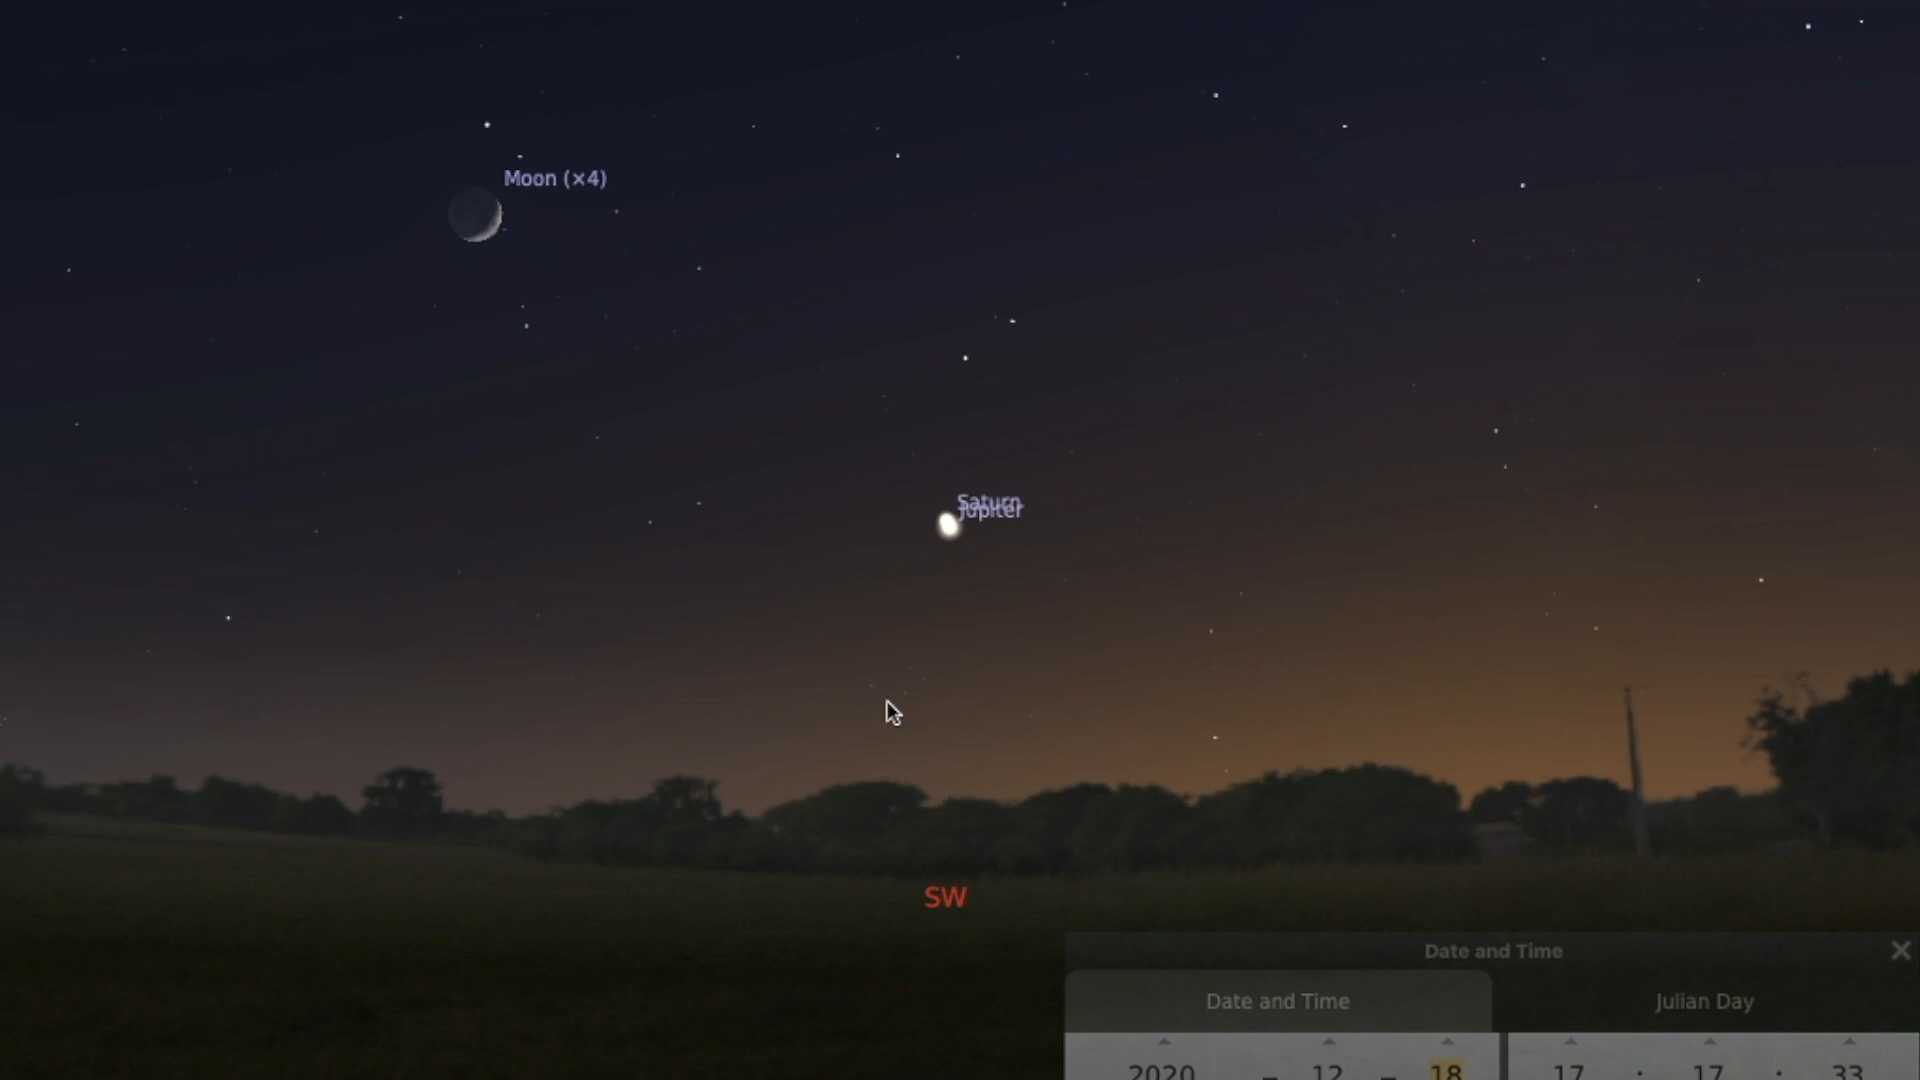 Moon (×4)
Saturn
Jupiter
SW
Date and Time
Date and Time
Julian Day
2020 – 12 – 18
17 : 17 : 33